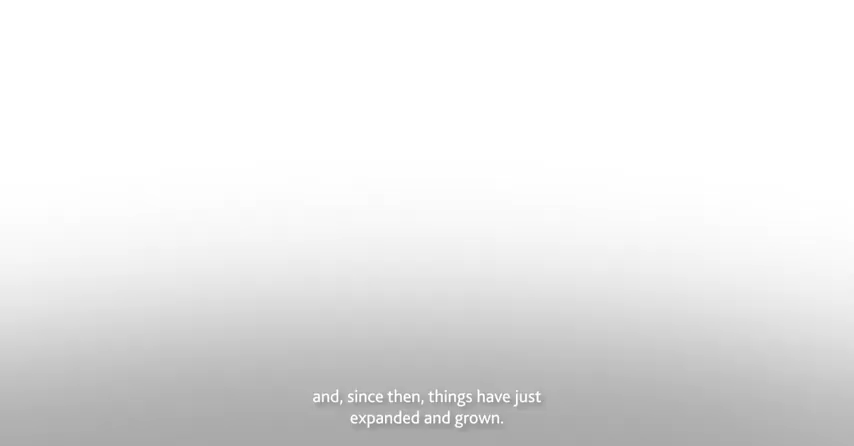 and, since then, things have just
expanded and grown.